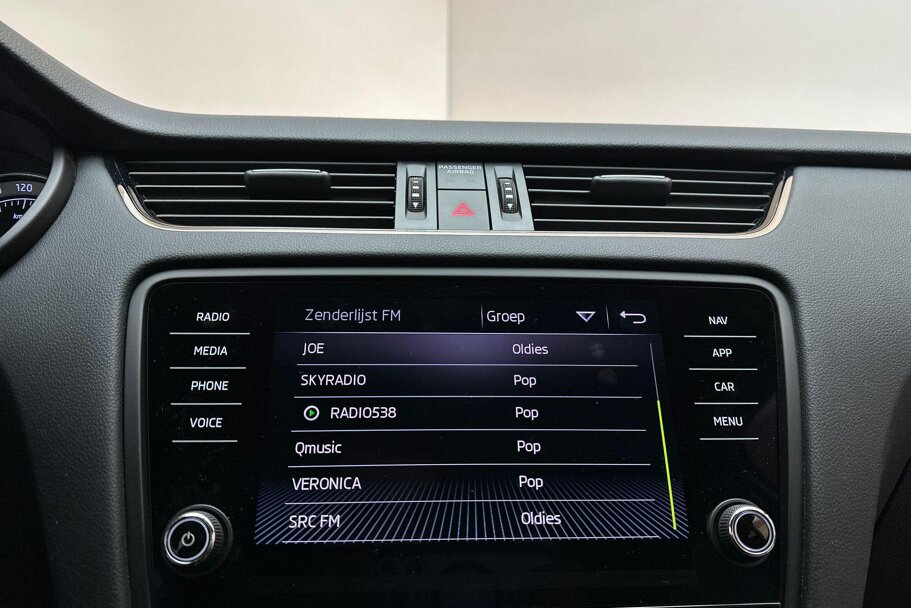 PASSENGER
AIRBAG
120
km
RADIO
MEDIA
PHONE
VOICE
Zenderlijst FM Groep
JOE Oldies
SKYRADIO Pop
RADIO538 Pop
Qmusic Pop
VERONICA Pop
SRC FM Oldies
NAV
APP
CAR
MENU